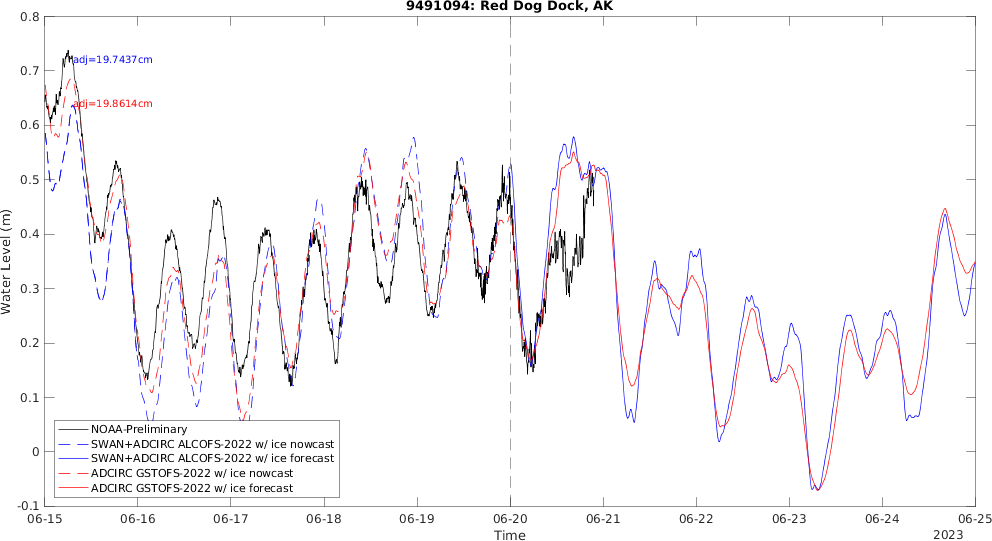 9491094: Red Dog Dock, AK
0.8
0.7
0.6
0.5
0.4
0.3
0.2
0.1
0
-0.1
Water Level (m)
adj=19.7437cm
adj=19.8614cm
NOAA-Preliminary
SWAN+ADCIRC ALCOFS-2022 w/ ice nowcast
SWAN+ADCIRC ALCOFS-2022 w/ ice forecast
ADCIRC GSTOFS-2022 w/ ice nowcast
ADCIRC GSTOFS-2022 w/ ice forecast
06-15 06-16 06-17 06-18 06-19 06-20 06-21 06-22 06-23 06-24 06-25
Time
2023